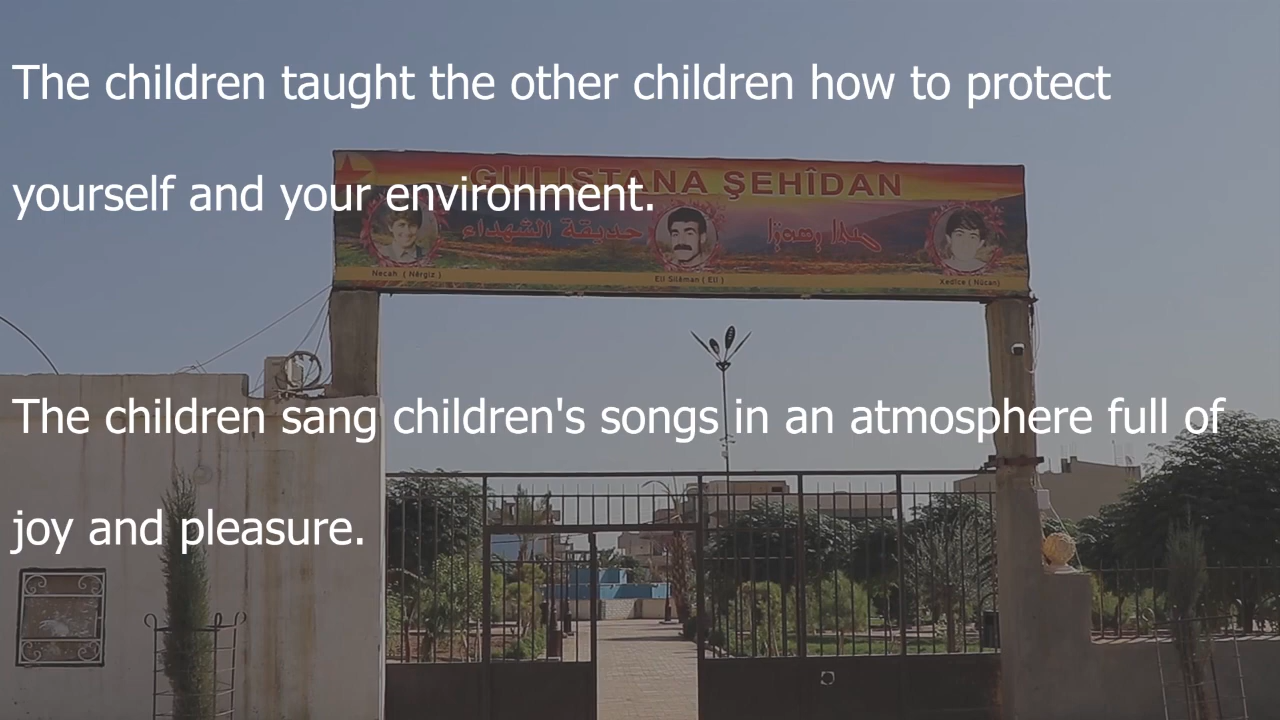 The children taught the other children how to protect
GULISTANA ŞEHÎDAN
yourself and your environment.
حديقة الشهداء
Necah ( Nêrgiz )
Elî Silêman ( Elî )
Xedîce ( Nûcan )
The children sang children's songs in an atmosphere full of
joy and pleasure.